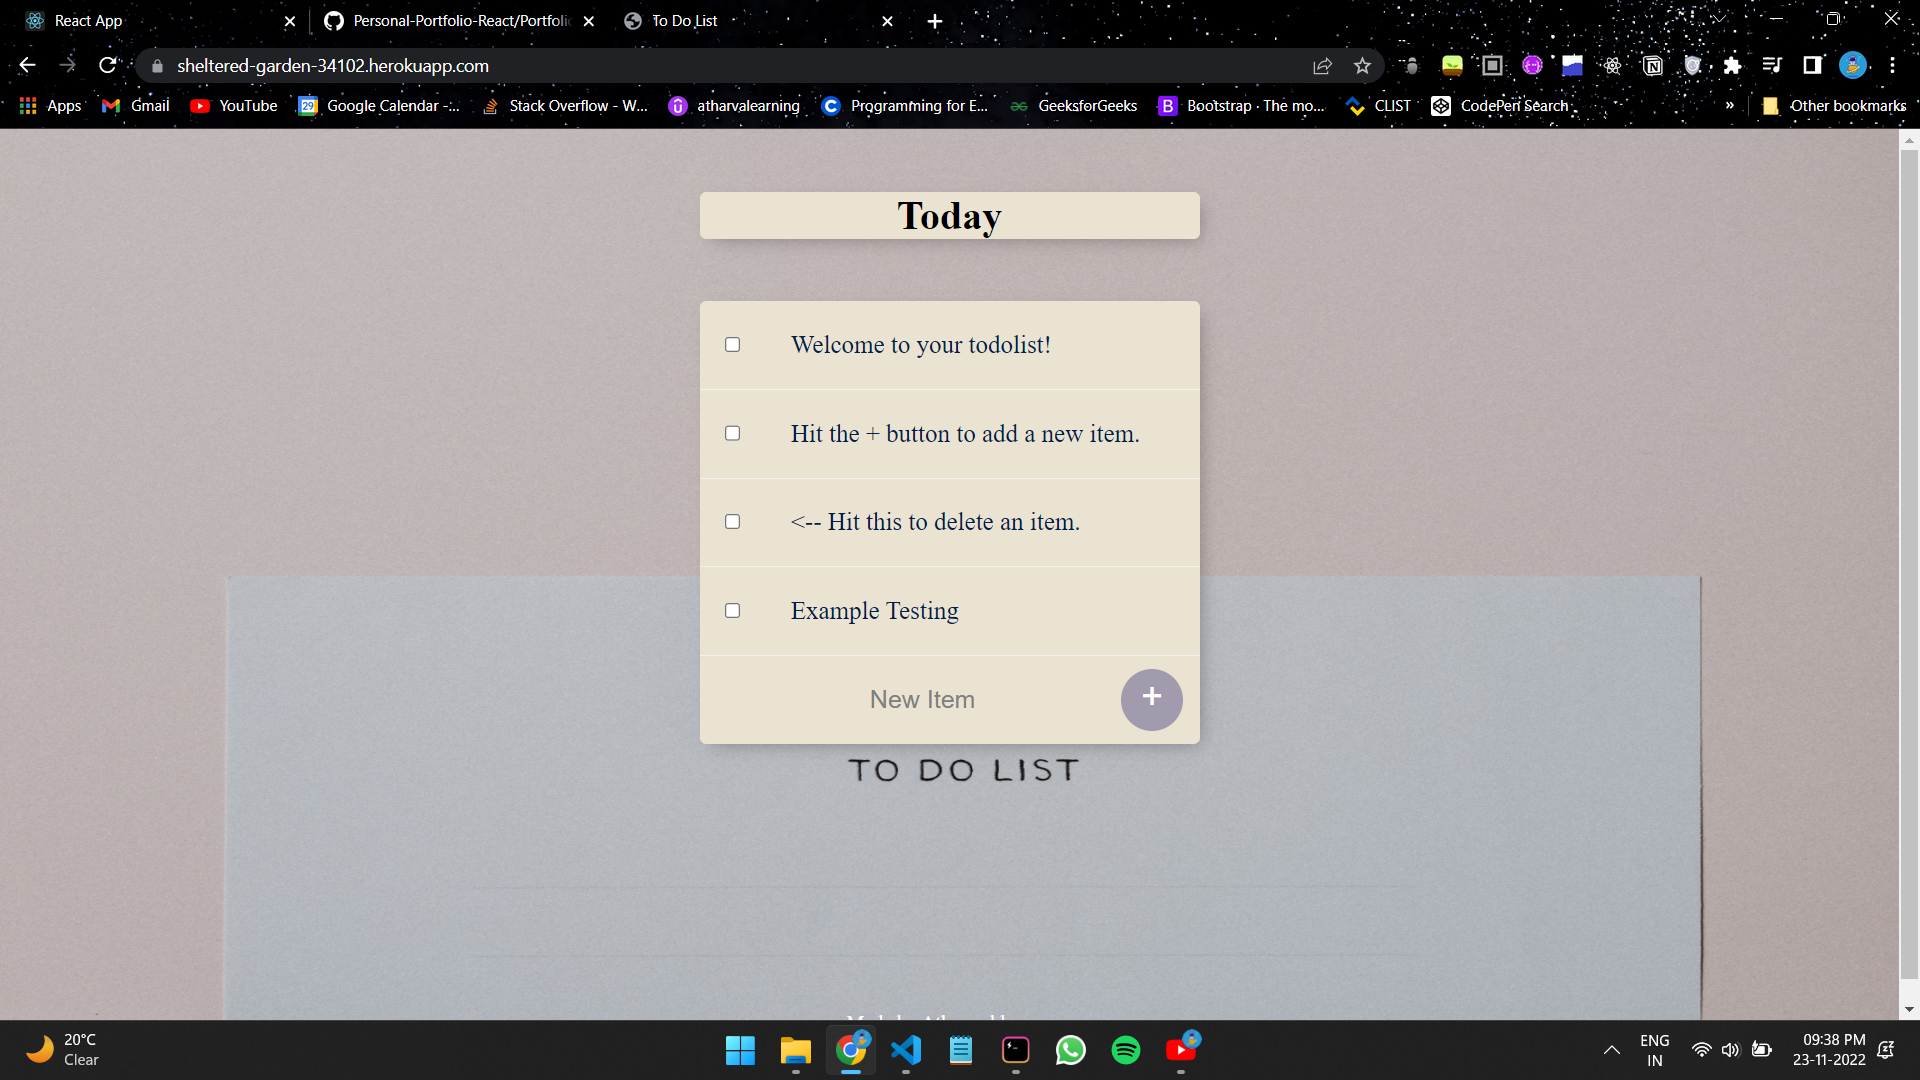 React App
Personal-Portfolio-React/Portfolio
To Do List
sheltered-garden-34102.herokuapp.com
Apps
Gmail
YouTube
29
Google Calendar -...
Stack Overflow - W...
atharvalearning
Programming for E...
GeeksforGeeks
Bootstrap · The mo...
CLIST
CodePen Search
»
Other bookmarks
Today
Welcome to your todolist!
Hit the + button to add a new item.
<-- Hit this to delete an item.
Example Testing
New Item
+
TO DO LIST
20°C
Clear
ENG
IN
09:38 PM
23-11-2022